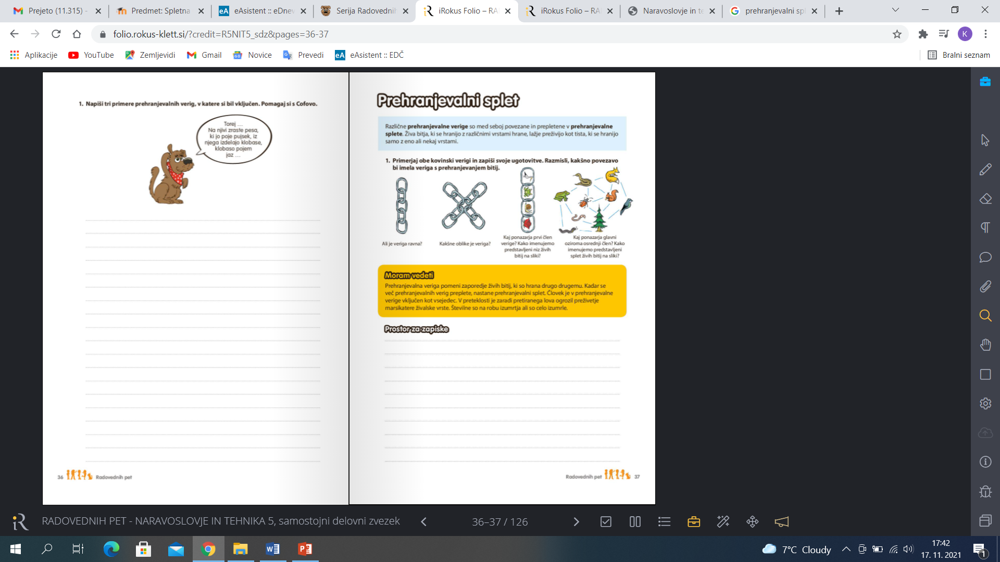 Prejeto (11.315) -
Predmet: Spletna
eAsistent :: eDnev
Serija Radovednih
iRokus Folio – RA
iRokus Folio – RA
Naravoslovje in te
prehranjevalni spl
folio.rokus-klett.si/?credit=R5NIT5_sdz&pages=36-37
K
Aplikacije
YouTube
Zemljevidi
Gmail
Novice
Prevedi
eA
eAsistent :: EDČ
Bralni seznam
1. Napiši tri primere prehranjevalnih verig, v katere si bil vključen. Pomagaj si s Cofovo.
Torej ...
Na njivi zraste pesa,
ki jo poje pujsek, iz
njega izdelajo klobase,
klobaso pojem
jaz ...
36
Radovednih pet
Prehranjevalni splet
Različne prehranjevalne verige so med seboj povezane in prepletene v prehranjevalne
splete. Živa bitja, ki se hranijo z različnimi vrstami hrane, lažje preživijo kot tista, ki se hranijo
samo z eno ali nekaj vrstami.
1. Primerjaj obe kovinski verigi in zapiši svoje ugotovitve. Razmisli, kakšno povezavo
bi imela veriga s prehranjevanjem bitij.
Ali je veriga ravna?
Kakšne oblike je veriga?
Kaj ponazarja prvi člen
verige? Kako imenujemo
predstavljeni niz živih
bitij na sliki?
Kaj ponazarja glavni
oziroma osrednji člen? Kako
imenujemo predstavljeni
splet živih bitij na sliki?
Moram vedeti
Prehranjevalna veriga pomeni zaporedje živih bitij, ki so hrana drugo drugemu. Kadar se
več prehranjevalnih verig preplete, nastane prehranjevalni splet. Človek je v prehranjevalne
verige vključen kot vsejedec. V preteklosti je zaradi pretiranega lova ogrozil preživetje
marsikatere živalske vrste. Številne so na robu izumrtja ali so celo izumrle.
Prostor za zapiske
Radovednih pet
37
iR
RADOVEDNIH PET - NARAVOSLOVJE IN TEHNIKA 5, samostojni delovni zvezek
36–37 / 126
7°C Cloudy
17:42
17. 11. 2021
1